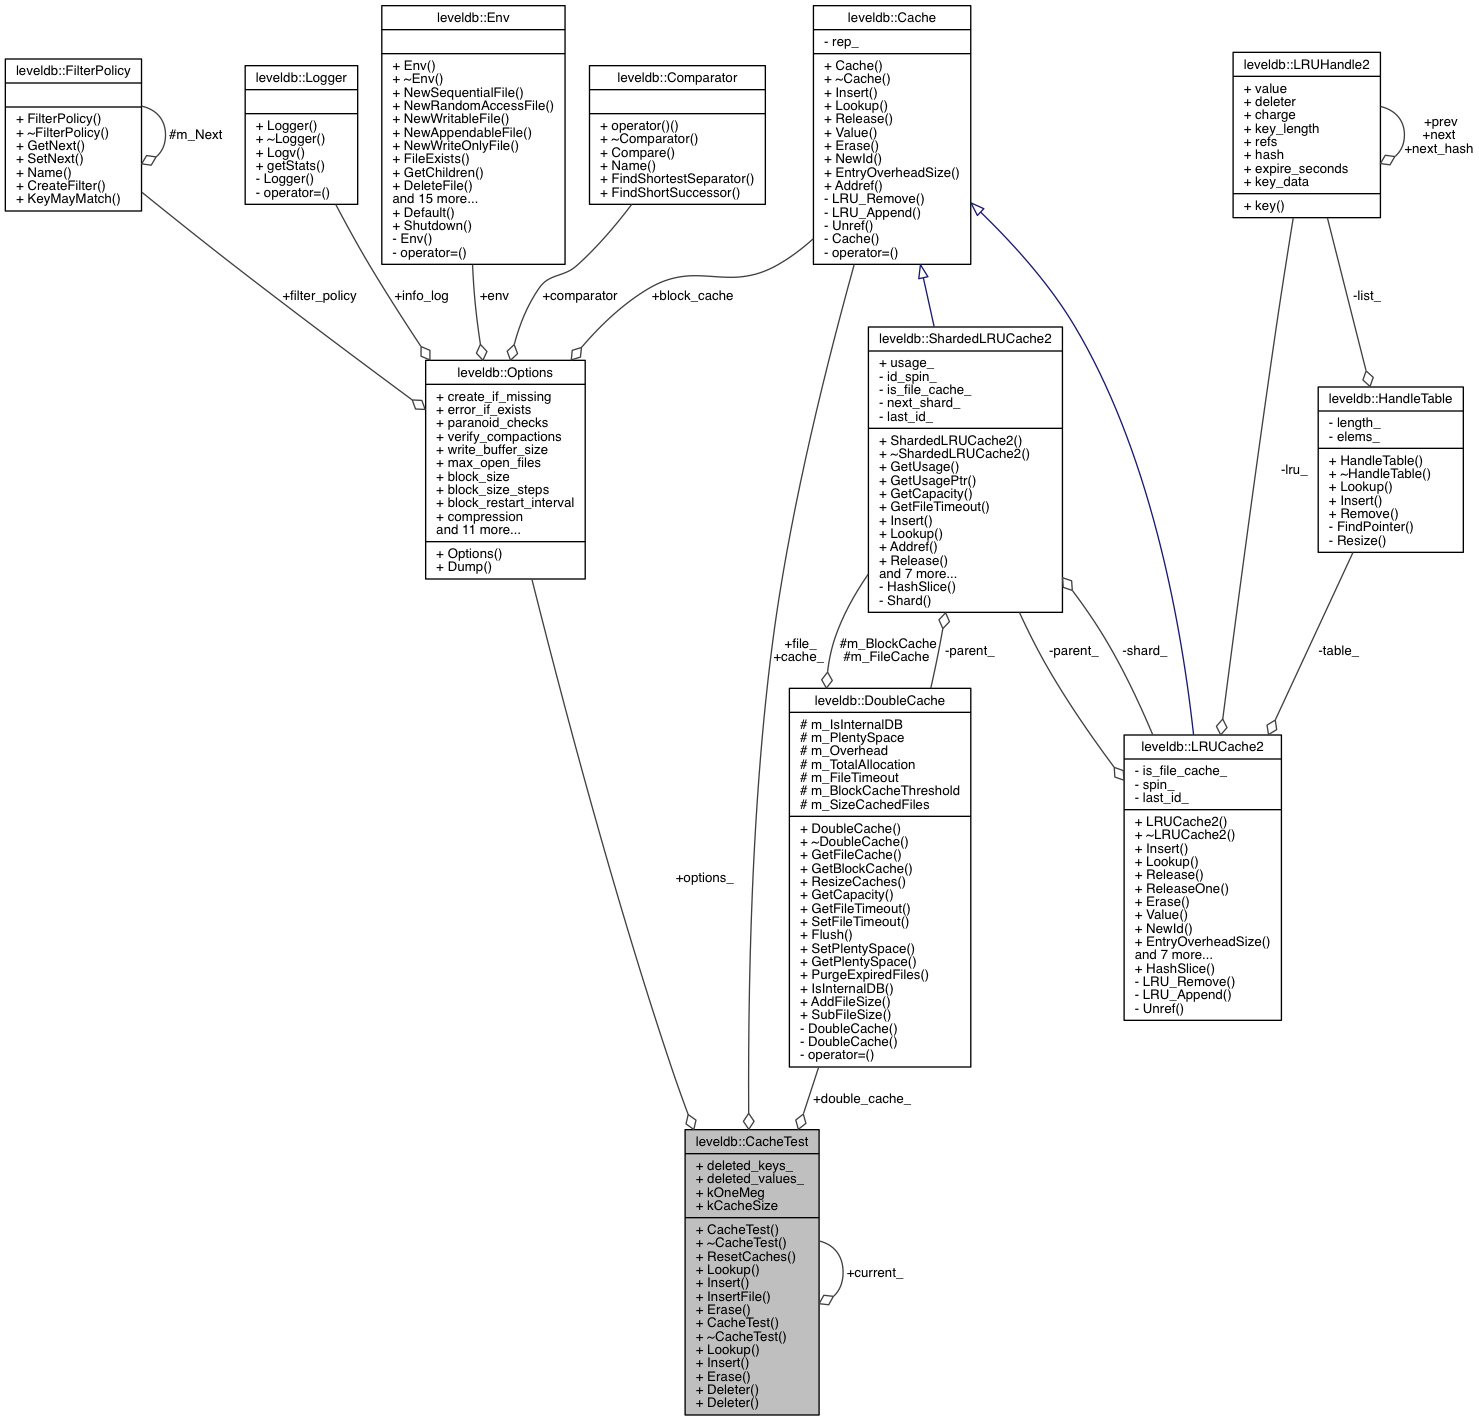 leveldb::FilterPolicy
+ FilterPolicy()
+ ~FilterPolicy()
+ GetNext()
+ SetNext()
+ Name()
+ CreateFilter()
+ KeyMayMatch()
#m_Next
leveldb::Logger
+ Logger()
+ ~Logger()
+ Logv()
+ getStats()
- Logger()
- operator=()
leveldb::Env
+ Env()
+ ~Env()
+ NewSequentialFile()
+ NewRandomAccessFile()
+ NewWritableFile()
+ NewAppendableFile()
+ NewWriteOnlyFile()
+ FileExists()
+ GetChildren()
+ DeleteFile()
and 15 more...
+ Default()
+ Shutdown()
- Env()
- operator=()
leveldb::Comparator
+ operator()()
+ ~Comparator()
+ Compare()
+ Name()
+ FindShortestSeparator()
+ FindShortSuccessor()
leveldb::Cache
- rep_
+ Cache()
+ ~Cache()
+ Insert()
+ Lookup()
+ Release()
+ Value()
+ Erase()
+ NewId()
+ EntryOverheadSize()
+ Addref()
- LRU_Remove()
- LRU_Append()
- Unref()
- Cache()
- operator=()
leveldb::LRUHandle2
+ value
+ deleter
+ charge
+ key_length
+ refs
+ hash
+ expire_seconds
+ key_data
+ key()
+prev
+next
+next_hash
+filter_policy
+info_log
+env
+comparator
+block_cache
-list_
leveldb::Options
+ create_if_missing
+ error_if_exists
+ paranoid_checks
+ verify_compactions
+ write_buffer_size
+ max_open_files
+ block_size
+ block_size_steps
+ block_restart_interval
+ compression
and 11 more...
+ Options()
+ Dump()
leveldb::ShardedLRUCache2
+ usage_
- id_spin_
- is_file_cache_
- next_shard_
- last_id_
+ ShardedLRUCache2()
+ ~ShardedLRUCache2()
+ GetUsage()
+ GetUsagePtr()
+ GetCapacity()
+ GetFileTimeout()
+ Insert()
+ Lookup()
+ Addref()
+ Release()
and 7 more...
- HashSlice()
- Shard()
-lru_
leveldb::HandleTable
- length_
- elems_
+ HandleTable()
+ ~HandleTable()
+ Lookup()
+ Insert()
+ Remove()
- FindPointer()
- Resize()
+file_
+cache_
#m_BlockCache
#m_FileCache
-parent_
-parent_
-shard_
-table_
leveldb::DoubleCache
# m_IsInternalDB
# m_PlentySpace
# m_Overhead
# m_TotalAllocation
# m_FileTimeout
# m_BlockCacheThreshold
# m_SizeCachedFiles
+ DoubleCache()
+ ~DoubleCache()
+ GetFileCache()
+ GetBlockCache()
+ ResizeCaches()
+ GetCapacity()
+ GetFileTimeout()
+ SetFileTimeout()
+ Flush()
+ SetPlentySpace()
+ GetPlentySpace()
+ PurgeExpiredFiles()
+ IsInternalDB()
+ AddFileSize()
+ SubFileSize()
- DoubleCache()
- DoubleCache()
- operator=()
leveldb::LRUCache2
- is_file_cache_
- spin_
- last_id_
+ LRUCache2()
+ ~LRUCache2()
+ Insert()
+ Lookup()
+ Release()
+ ReleaseOne()
+ Erase()
+ Value()
+ NewId()
+ EntryOverheadSize()
and 7 more...
+ HashSlice()
- LRU_Remove()
- LRU_Append()
- Unref()
+options_
+double_cache_
leveldb::CacheTest
+ deleted_keys_
+ deleted_values_
+ kOneMeg
+ kCacheSize
+ CacheTest()
+ ~CacheTest()
+ ResetCaches()
+ Lookup()
+ Insert()
+ InsertFile()
+ Erase()
+ CacheTest()
+ ~CacheTest()
+ Lookup()
+ Insert()
+ Erase()
+ Deleter()
+ Deleter()
+current_